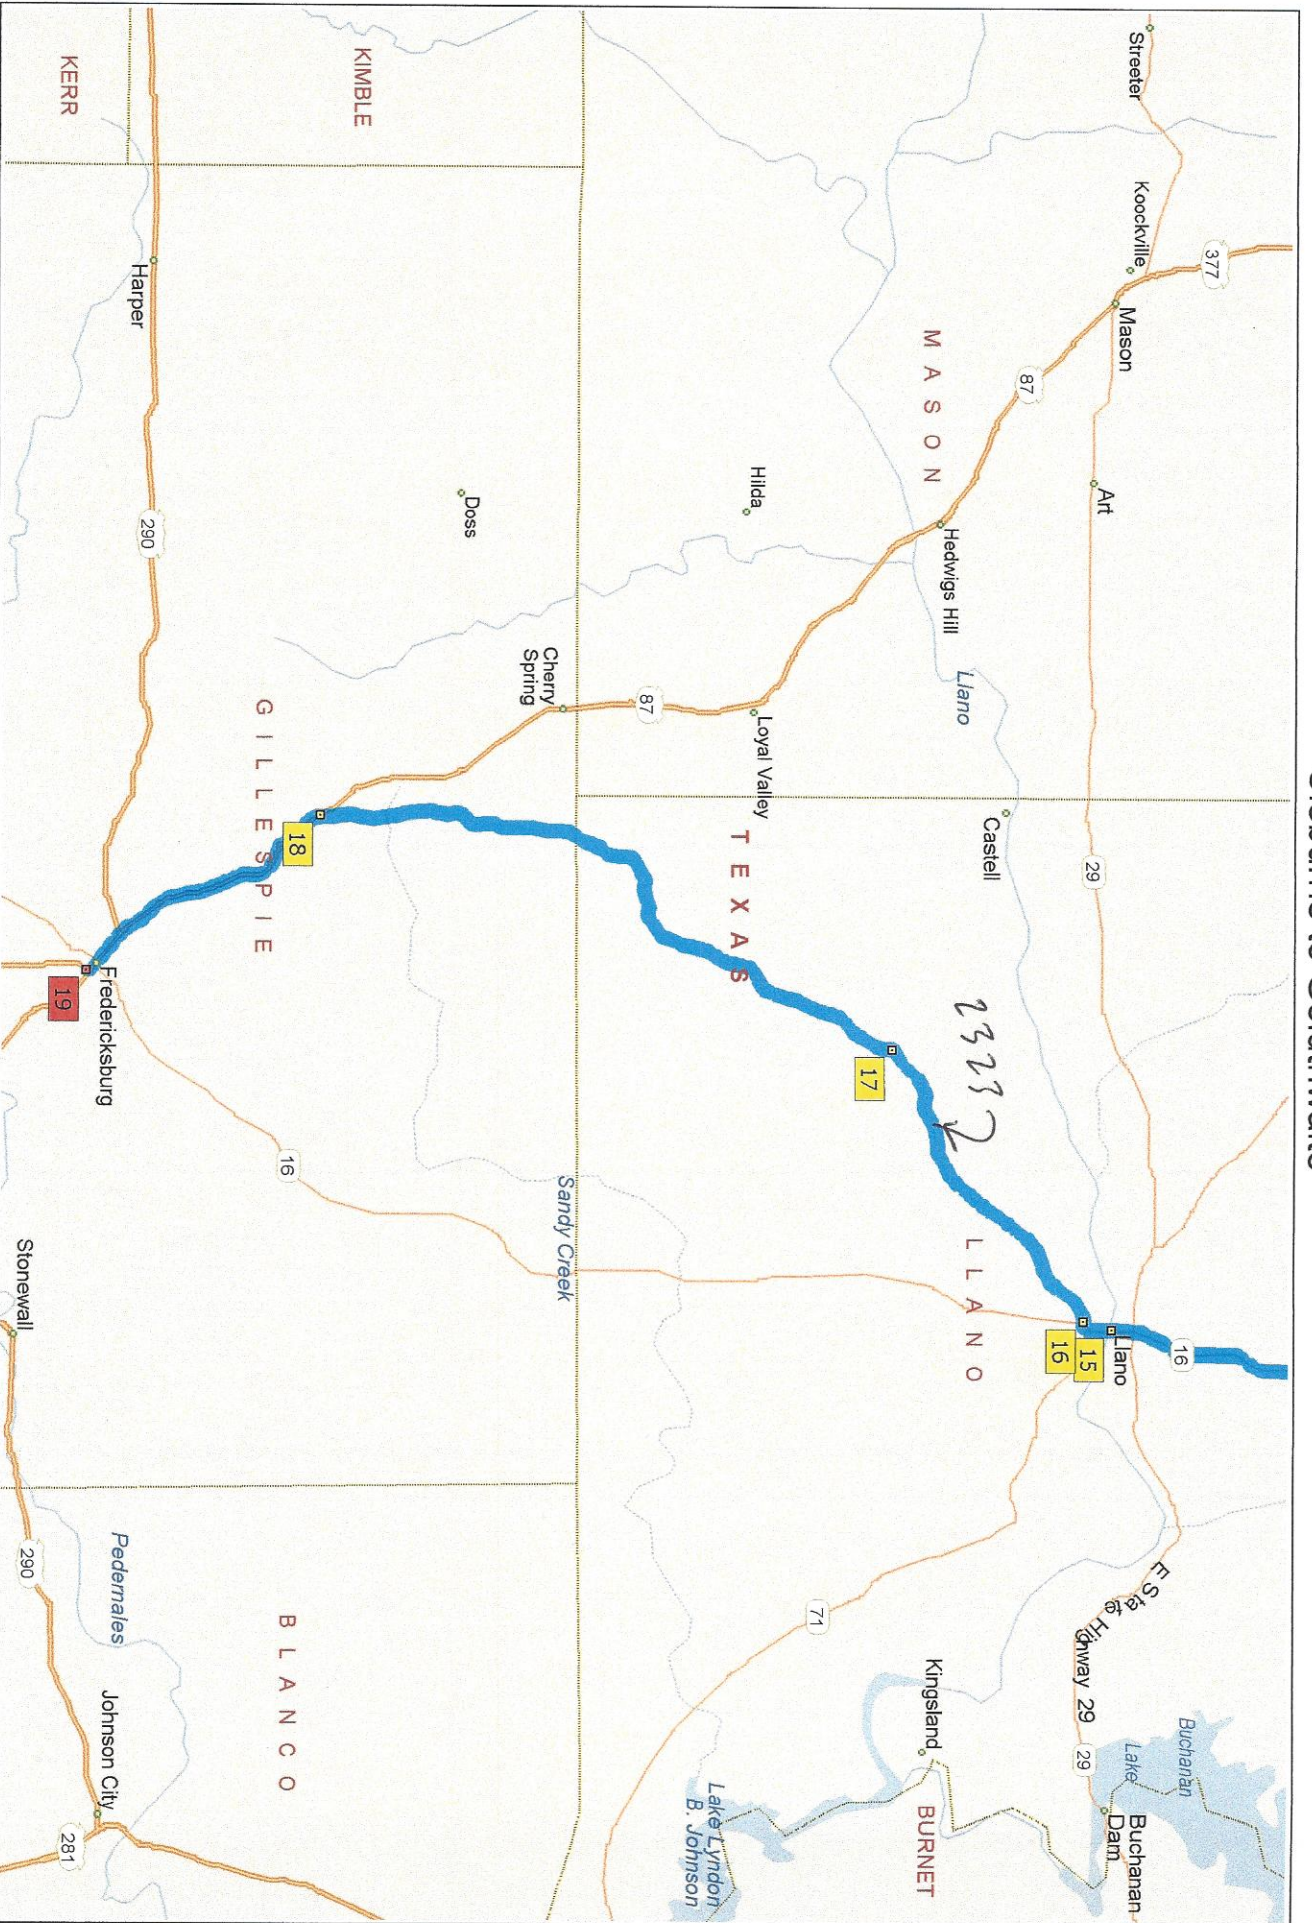 377
Streeter
Koockville
Mason
Art
29
16
Llano
15
16
E State Highway 29
29
Buchanan
Lake
Buchanan
Dam
87
MASON
Hedwigs Hill
Llano
Castell
2323
LLANO
17
Kingsland
BURNET
71
Hilda
Loyal Valley
TEXAS
Lake Lyndon
B. Johnson
87
Cherry
Spring
Sandy Creek
Doss
KIMBLE
GILLESPIE
18
16
BLANCO
KERR
Harper
290
Fredericksburg
19
Stonewall
290
Pedernales
Johnson City
281